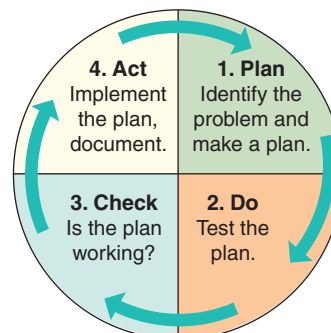 4. Act
Implement
the plan,
document.
1. Plan
Identify the
problem and
make a plan.
3. Check
Is the plan
working?
2. Do
Test the
plan.